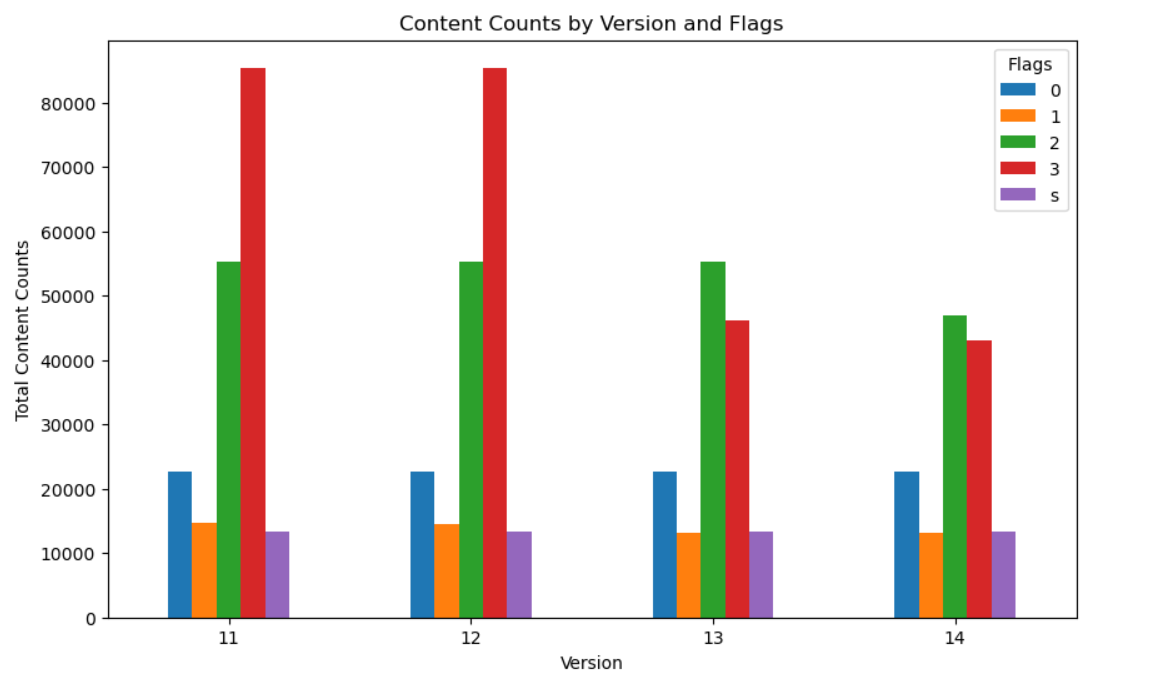 Content Counts by Version and Flags
Flags
0
1
2
3
s
Total Content Counts
80000
70000
60000
50000
40000
30000
20000
10000
0
11 12 13 14
Version